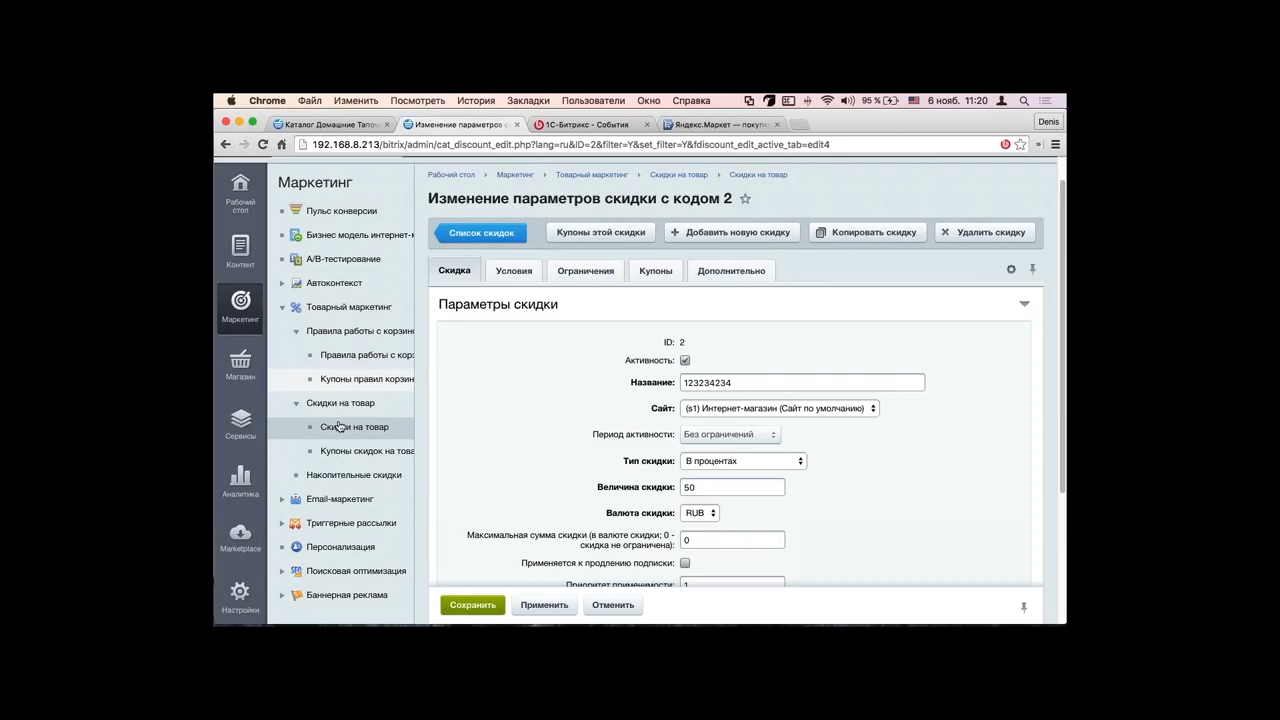 Chrome Файл Изменить Посмотреть История Закладки Пользователи Окно Справка 95 % 6 нояб. 11:20
Каталог Домашние Тапоч Изменение параметров с 1С-Битрикс - События Яндекс.Маркет — покупк Denis
192.168.8.213/bitrix/admin/cat_discount_edit.php?lang=ru&ID=2&filter=Y&set_filter=Y&fdiscount_edit_active_tab=edit4
Рабочий стол
Контент
Маркетинг
Магазин
Сервисы
Аналитика
Marketplace
Настройки
Маркетинг
Пульс конверсии
Бизнес модель интернет-м
A/B-тестирование
Автоконтекст
Товарный маркетинг
Правила работы с корзино
Правила работы с корз
Купоны правил корзин
Скидки на товар
Скидки на товар
Купоны скидок на това
Накопительные скидки
Email-маркетинг
Триггерные рассылки
Персонализация
Поисковая оптимизация
Баннерная реклама
Рабочий стол Маркетинг Товарный маркетинг Скидки на товар Скидки на товар
Изменение параметров скидки с кодом 2
Список скидок Купоны этой скидки Добавить новую скидку Копировать скидку Удалить скидку
Скидка Условия Ограничения Купоны Дополнительно
Параметры скидки
ID: 2
Активность:
Название: 123234234
Сайт: (s1) Интернет-магазин (Сайт по умолчанию)
Период активности: Без ограничений
Тип скидки: В процентах
Величина скидки: 50
Валюта скидки: RUB
Максимальная сумма скидки (в валюте скидки; 0 -
скидка не ограничена): 0
Применяется к продлению подписки:
Приоритет применимости: 1
Сохранить Применить Отменить